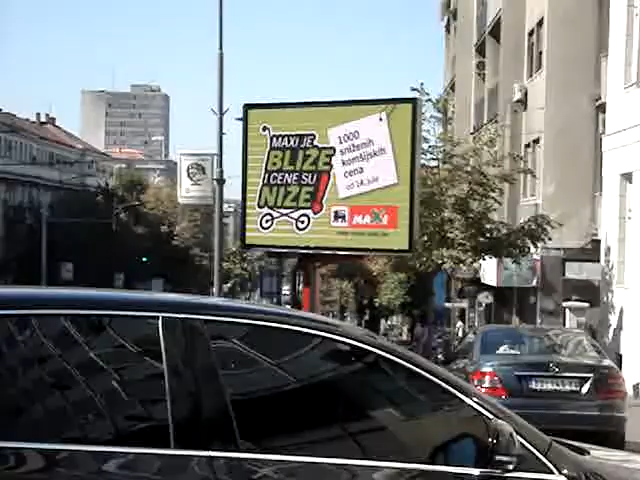 MAXI JE
BLIŽE
I CENE SU
NIŽE!
1000
sniženih
komšijskih
cena
od 14. jula
MAXI